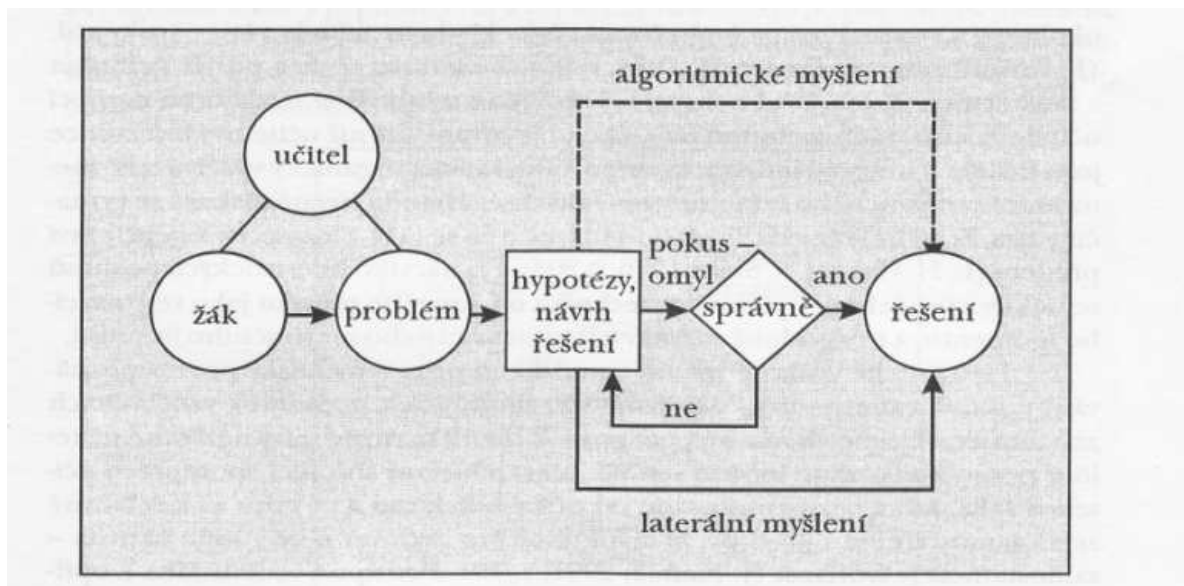 algoritmické myšlení
učitel
pokus –
omyl
ano
hypotézy,
návrh
řešení
žák
problém
správně
řešení
ne
laterální myšlení